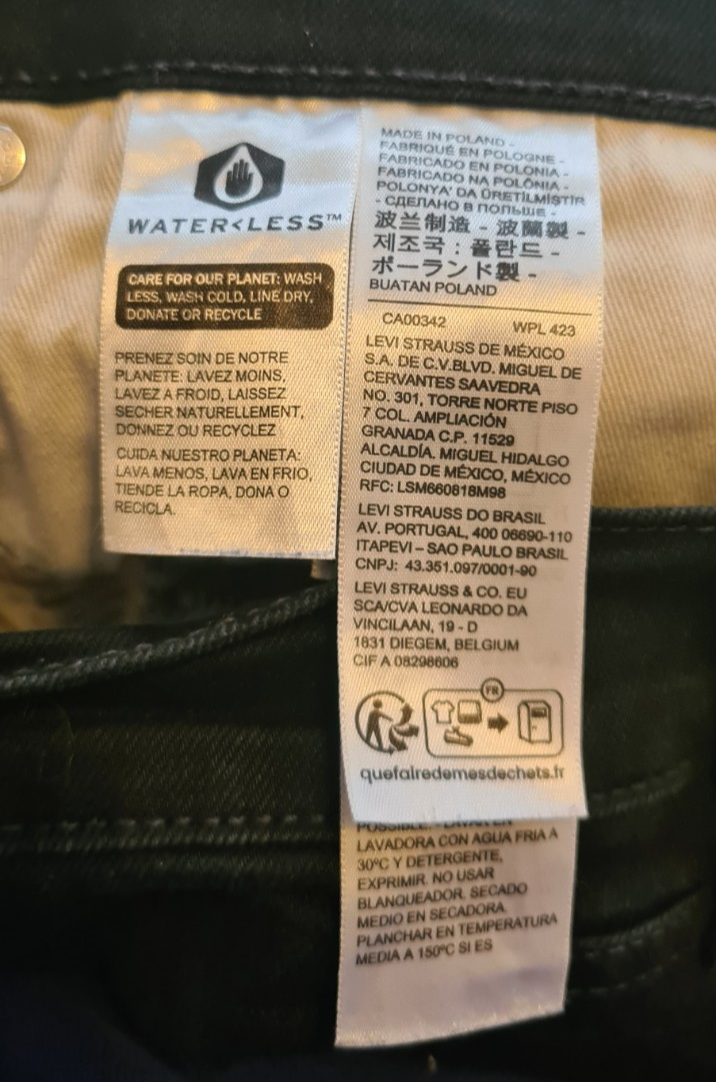 WATER<LESS™
CARE FOR OUR PLANET: WASH
LESS, WASH COLD, LINE DRY,
DONATE OR RECYCLE
PRENEZ SOIN DE NOTRE
PLANETE: LAVEZ MOINS,
LAVEZ A FROID, LAISSEZ
SECHER NATURELLEMENT,
DONNEZ OU RECYCLEZ
CUIDA NUESTRO PLANETA:
LAVA MENOS, LAVA EN FRIO,
TIENDE LA ROPA, DONA O
RECICLA.
MADE IN POLAND -
FABRIQUÉ EN POLOGNE -
FABRICADO EN POLONIA -
FABRICADO NA POLÔNIA -
POLONYA' DA ÜRETİLMİŞTİR
- СДЕЛАНО В ПОЛЬШЕ -
波兰制造 - 波蘭製 -
제조국 : 폴란드 -
ポーランド製 -
BUATAN POLAND
CA00342 WPL 423
LEVI STRAUSS DE MÉXICO
S.A. DE C.V.BLVD. MIGUEL DE
CERVANTES SAAVEDRA
NO. 301, TORRE NORTE PISO
7 COL. AMPLIACIÓN
GRANADA C.P. 11529
ALCALDÍA. MIGUEL HIDALGO
CIUDAD DE MÉXICO, MÉXICO
RFC: LSM660818M98
LEVI STRAUSS DO BRASIL
AV. PORTUGAL, 400 06690-110
ITAPEVI – SAO PAULO BRASIL
CNPJ: 43.351.097/0001-90
LEVI STRAUSS & CO. EU
SCA/CVA LEONARDO DA
VINCILAAN, 19 - D
1831 DIEGEM, BELGIUM
CIF A 08298606
FR
quefairedemesdechets.fr
POSSIBLE. - LAVAR EN
LAVADORA CON AGUA FRIA A
30ºC Y DETERGENTE,
EXPRIMIR. NO USAR
BLANQUEADOR. SECADO
MEDIO EN SECADORA.
PLANCHAR EN TEMPERATURA
MEDIA A 150ºC SI ES